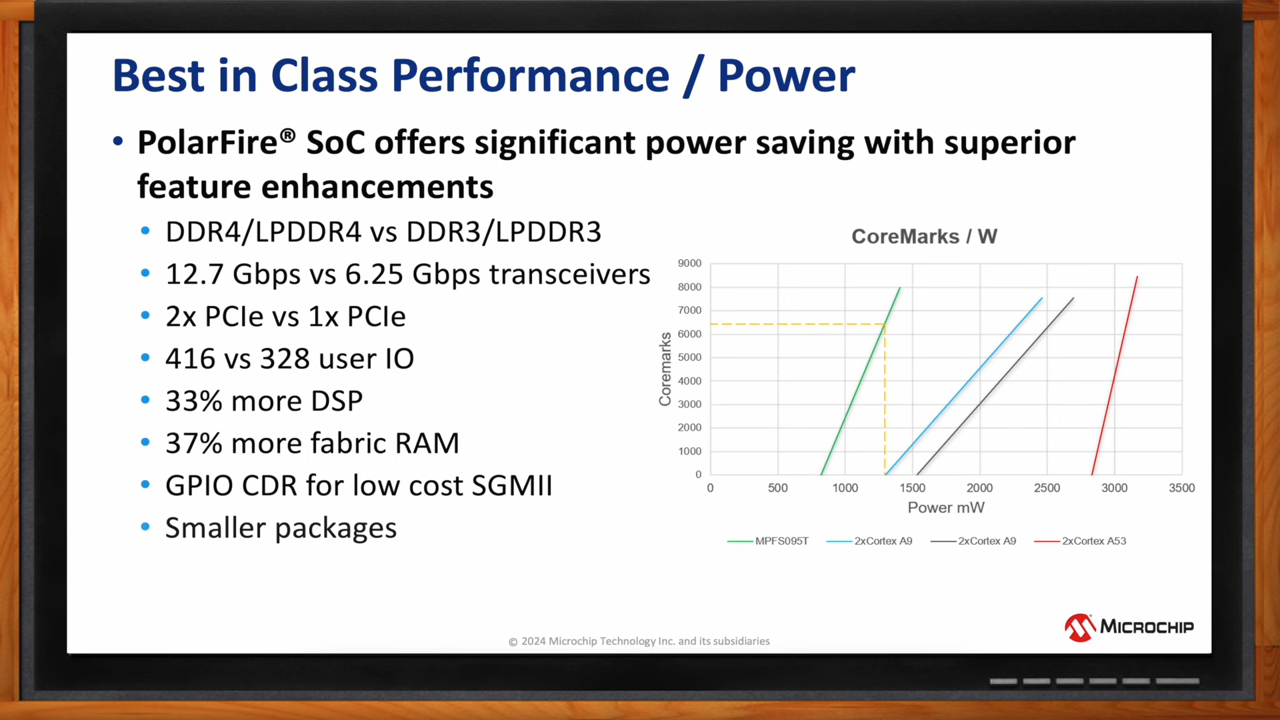 Best in Class Performance / Power
• PolarFire® SoC offers significant power saving with superior
feature enhancements
• DDR4/LPDDR4 vs DDR3/LPDDR3
• 12.7 Gbps vs 6.25 Gbps transceivers
• 2x PCIe vs 1x PCIe
• 416 vs 328 user IO
• 33% more DSP
• 37% more fabric RAM
• GPIO CDR for low cost SGMII
• Smaller packages
CoreMarks / W
Coremarks
9000
8000
7000
6000
5000
4000
3000
2000
1000
0
0 500 1000 1500 2000 2500 3000 3500
Power mW
MPFS095T 2xCortex A9 2xCortex A9 2xCortex A53
MICROCHIP
© 2024 Microchip Technology Inc. and its subsidiaries